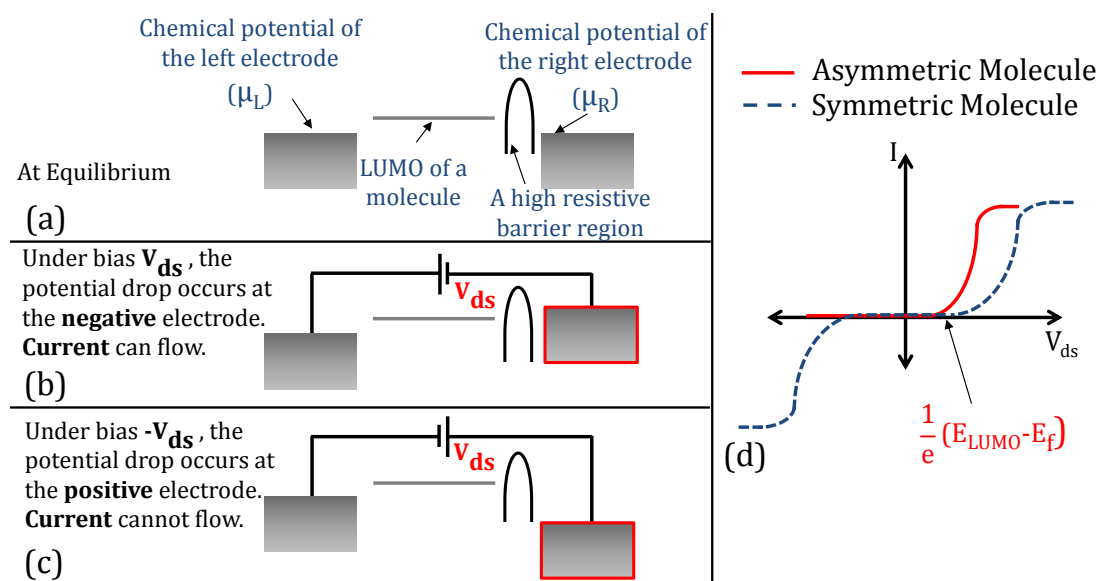 Chemical potential of
the left electrode
(μL)
Chemical potential of
the right electrode
(μR)
LUMO of a
molecule
A high resistive
barrier region
At Equilibrium
(a)
Under bias Vds , the
potential drop occurs at
the negative electrode.
Current can flow.
Vds
(b)
Under bias -Vds , the
potential drop occurs at
the positive electrode.
Current cannot flow.
Vds
(c)
Asymmetric Molecule
Symmetric Molecule
I
Vds
1/e (ELUMO-Ef)
(d)